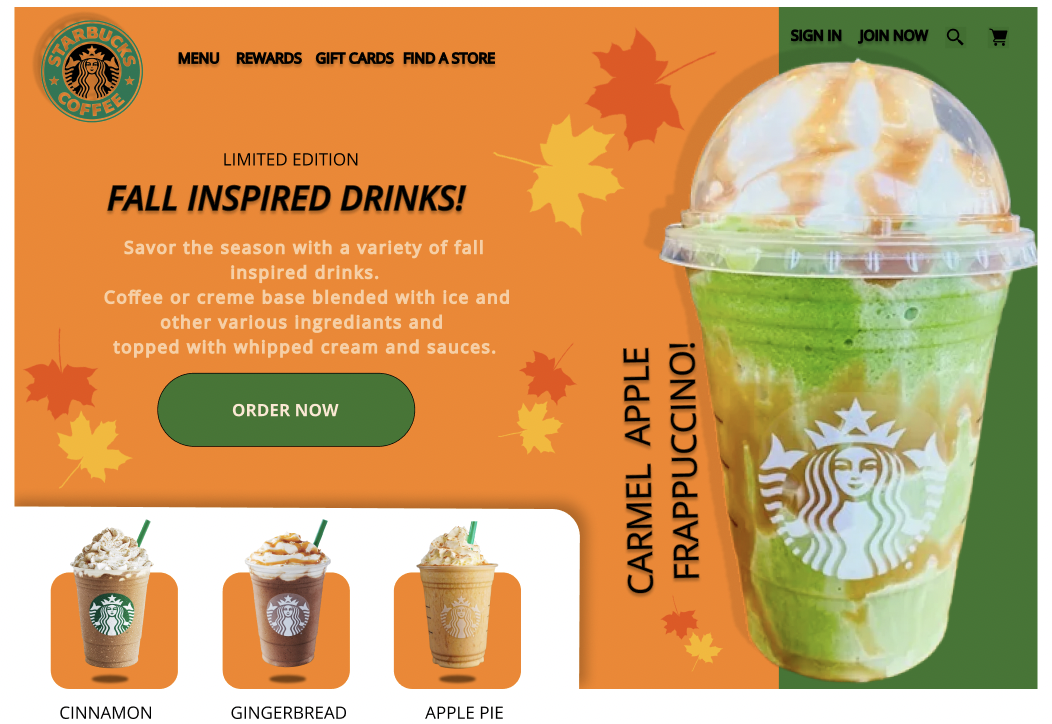 STARBUCKS
COFFEE
MENU REWARDS GIFT CARDS FIND A STORE
SIGN IN JOIN NOW
LIMITED EDITION
FALL INSPIRED DRINKS!
Savor the season with a variety of fall
inspired drinks.
Coffee or creme base blended with ice and
other various ingrediants and
topped with whipped cream and sauces.
ORDER NOW
CARMEL APPLE
FRAPPUCCINO!
CINNAMON
GINGERBREAD
APPLE PIE